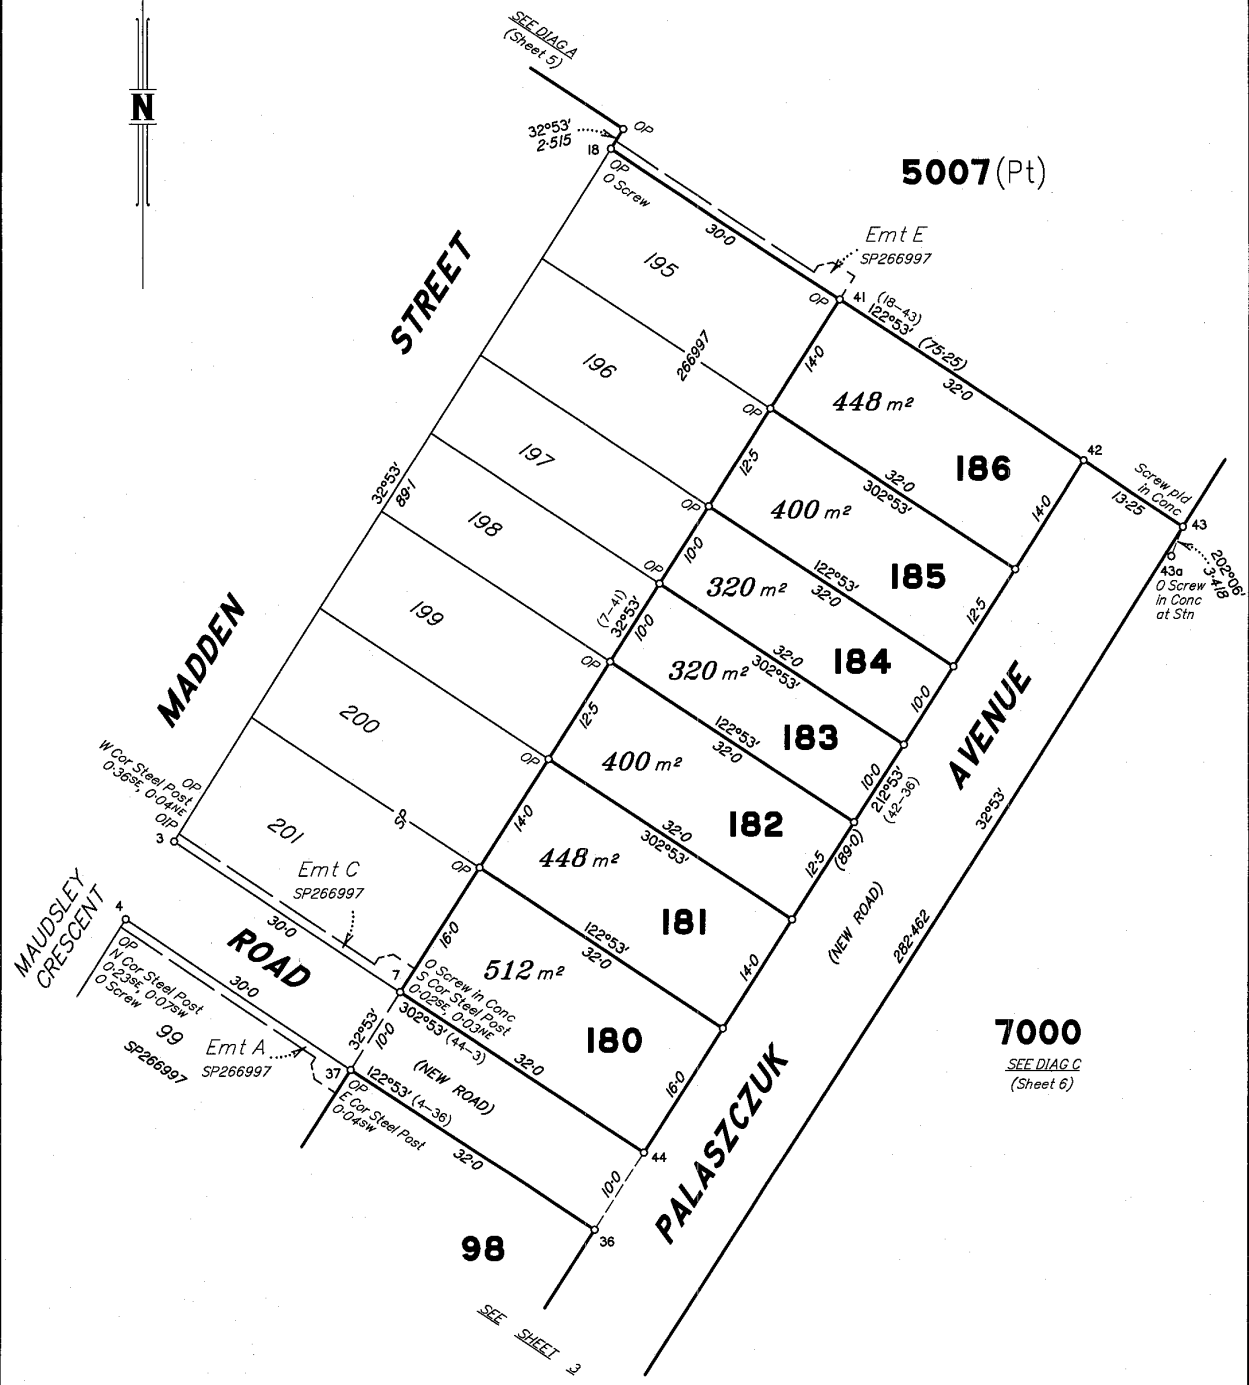 N
SEE DIAG A
(Sheet 5)
32°53'
2·515
OP
18
OP
O Screw
5007(Pt)
30·0
Emt E
SP266997
OP
41
(18-43)
122°53'
(75·25)
32·0
STREET
195
266997
14·0
448 m²
186
42
Screw pld
in Conc
13·25
43
202°06'
3·418
43a
O Screw
in Conc
at Stn
OP
196
12·5
32·0
302°53'
14·0
400 m²
185
197
OP
10·0
122°53'
32·0
12·5
32°53'
89·1
198
OP
320 m²
184
(7-41)
32°53'
10·0
32·0
302°53'
10·0
199
OP
320 m²
183
MADDEN
12·5
122°53'
32·0
10·0
212°53'
(42-36)
AVENUE
200
OP
400 m²
182
32°53'
W Cor Steel Post
0·36SE, 0·04NE
OP
OIP
3
201
SP
14·0
32·0
302°53'
12·5
(89·0)
448 m²
181
OP
Emt C
SP266997
MAUDSLEY
CRESCENT
4
30·0
ROAD
16·0
122°53'
32·0
14·0
(NEW ROAD)
282·462
OP
N Cor Steel Post
0·23SE, 0·07SW
O Screw
30·0
7
O Screw in Conc
S Cor Steel Post
0·02SE, 0·03NE
512 m²
180
99
SP266997
Emt A
SP266997
32°53'
10·0
302°53' (44-3)
32·0
(NEW ROAD)
16·0
7000
SEE DIAG C
(Sheet 6)
37
122°53' (4-36)
OP
E Cor Steel Post
0·04SW
32·0
44
10·0
PALASZCZUK
36
98
SEE SHEET 3